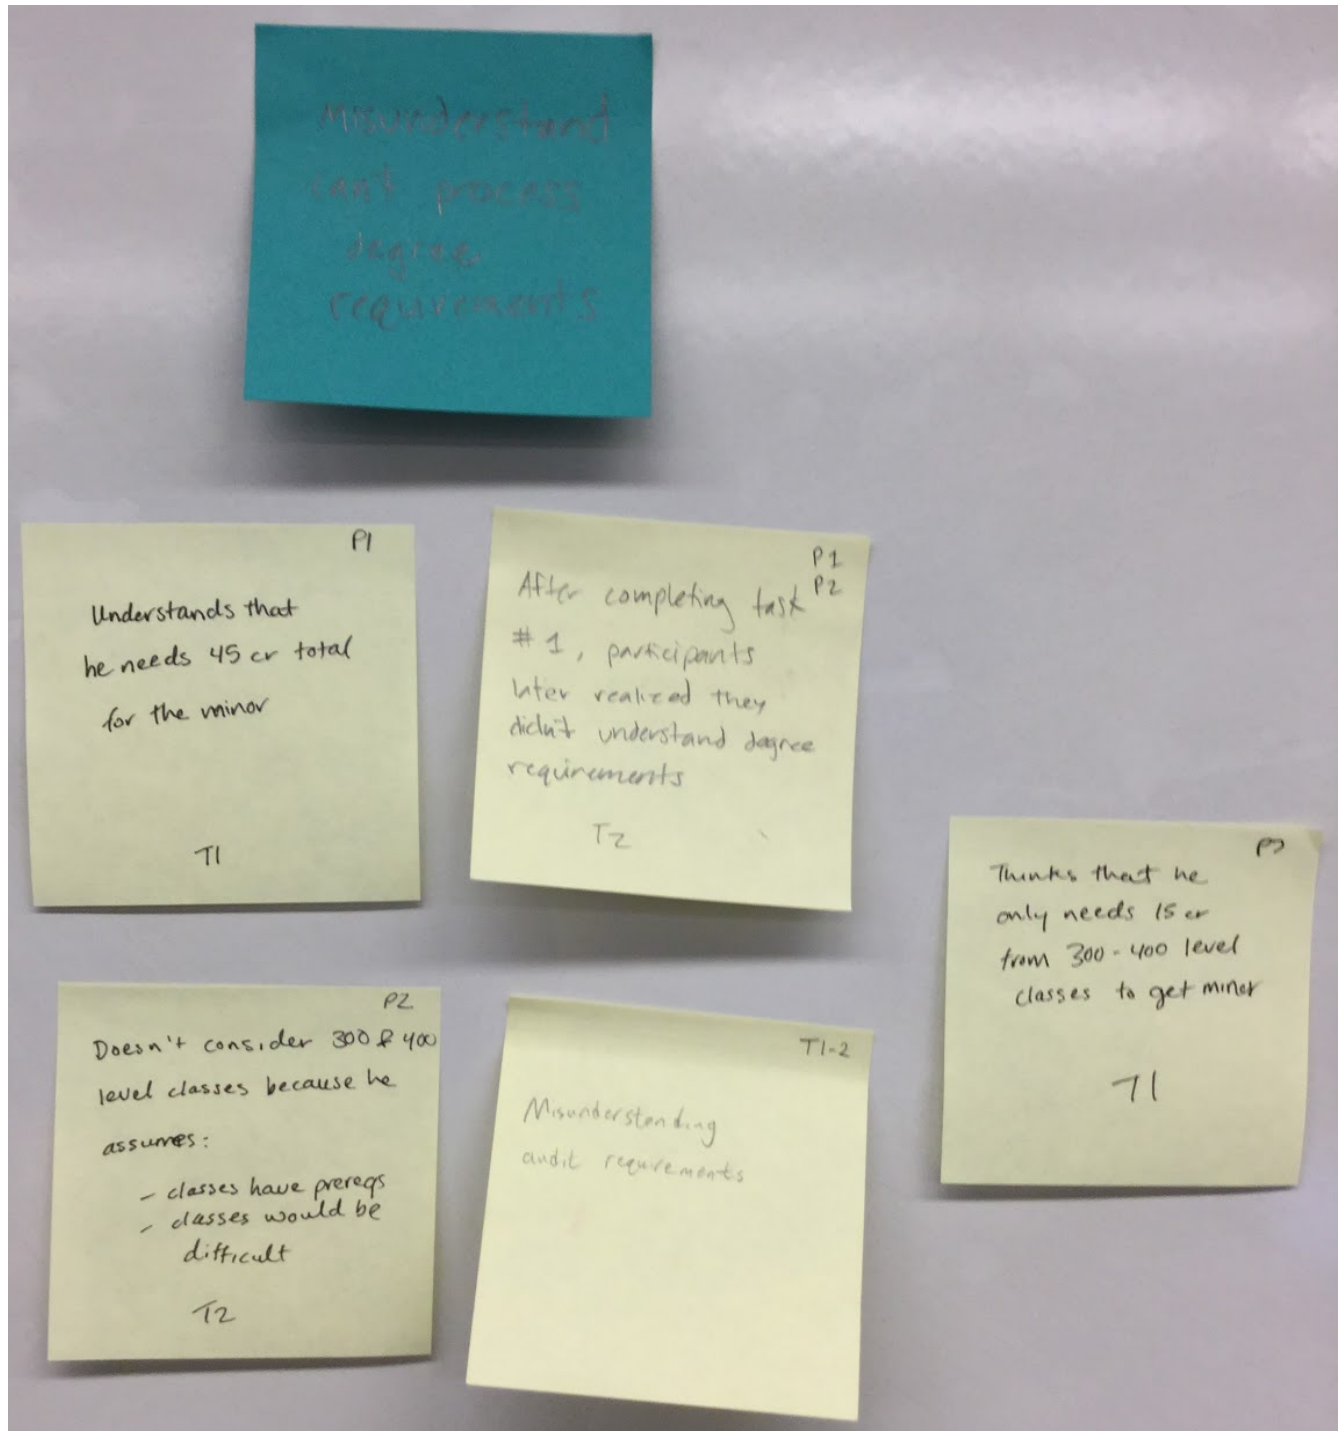 Misunderstand
can't process
degree
requirements
P1
Understands that
he needs 45 cr total
for the minor
T1
P1
P2
After completing task
# 1, participants
later realized they
didn't understand degree
requirements
T2
P2
Doesn't consider 300 & 400
level classes because he
assumes:
- classes have prereqs
- classes would be
difficult
T2
T1-2
Misunderstanding
audit requirements
Thinks that he
only needs 15 cr
from 300-400 level
classes to get minor
T1